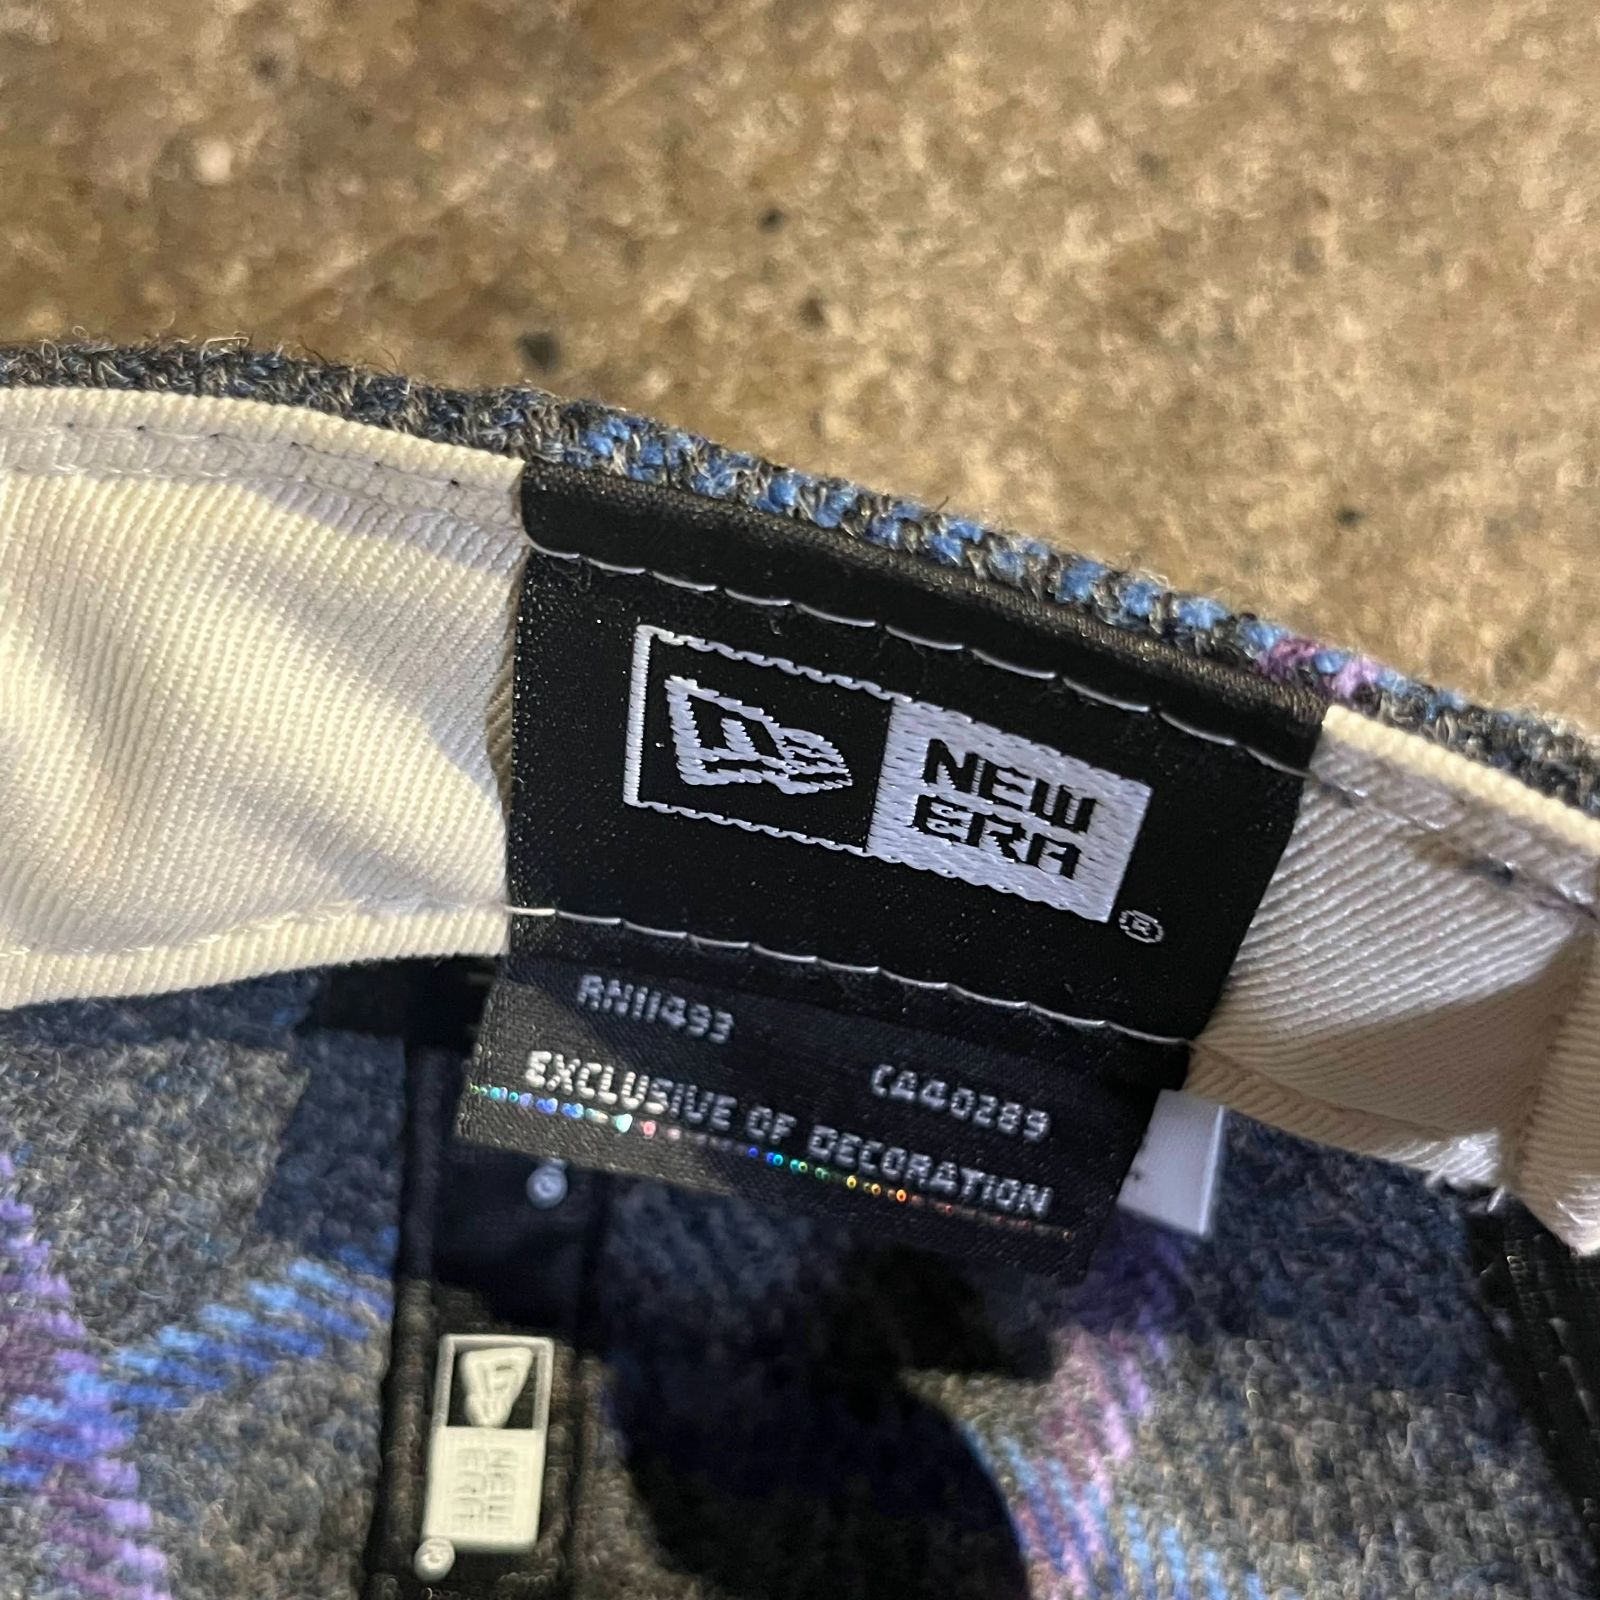 NEW
ERA
®
RN11493
CA40289
EXCLUSIVE OF DECORATION
®
NEW
ERA
®